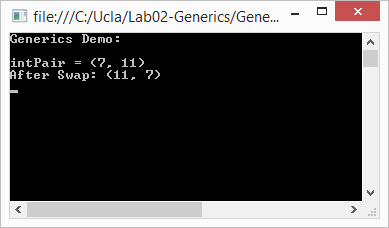 file:///C:/Ucla/Lab02-Generics/Gene...
Generics Demo:
intPair = (7, 11)
After Swap: (11, 7)